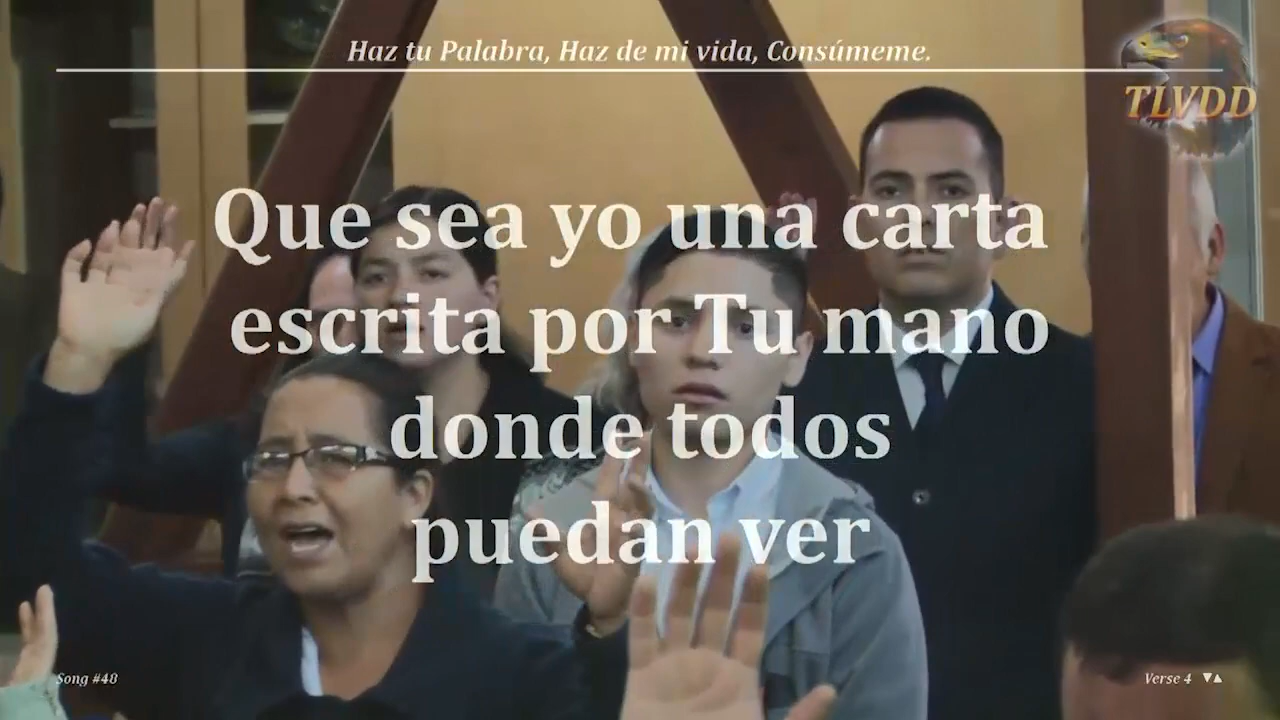 Haz tu Palabra, Haz de mi vida, Consúmeme.
TLVDD
Que sea yo una carta
escrita por Tu mano
donde todos
puedan ver
Song #48
Verse 4 ▼▲